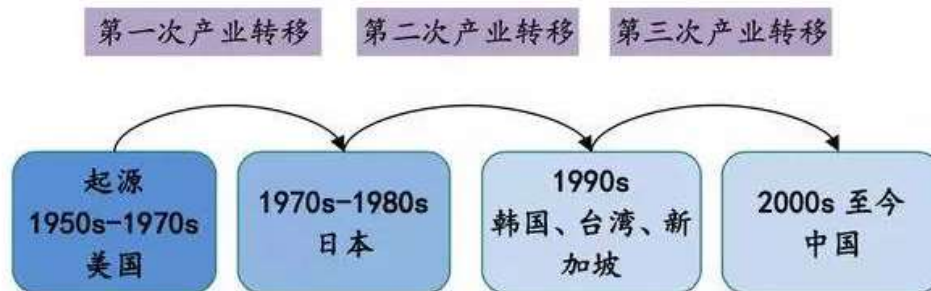 第一次产业转移
第二次产业转移
第三次产业转移
起源
1950s-1970s
美国
1970s-1980s
日本
1990s
韩国、台湾、新
加坡
2000s 至今
中国